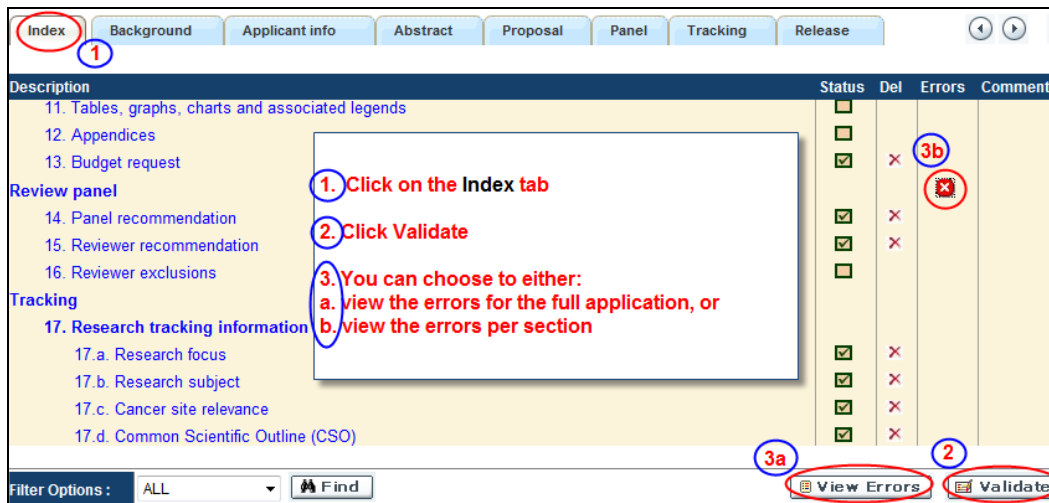 Index Background Applicant info Abstract Proposal Panel Tracking Release
1
Description Status Del Errors Comment
11. Tables, graphs, charts and associated legends
12. Appendices
13. Budget request
3b
Review panel
14. Panel recommendation
15. Reviewer recommendation
16. Reviewer exclusions
Tracking
17. Research tracking information
17.a. Research focus
17.b. Research subject
17.c. Cancer site relevance
17.d. Common Scientific Outline (CSO)
1. Click on the Index tab
2. Click Validate
3. You can choose to either:
a. view the errors for the full application, or
b. view the errors per section
3a
2
Filter Options : ALL Find View Errors Validate